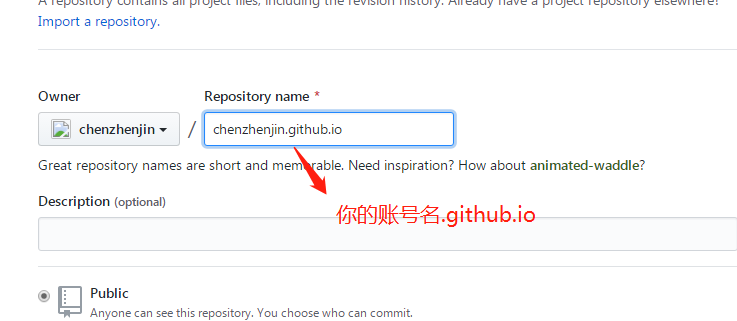 A repository contains all project files, including the revision history. Already have a project repository elsewhere?
Import a repository.
Owner
Repository name *
chenzhenjin / chenzhenjin.github.io
Great repository names are short and memorable. Need inspiration? How about animated-waddle?
Description (optional)
你的账号名.github.io
Public
Anyone can see this repository. You choose who can commit.